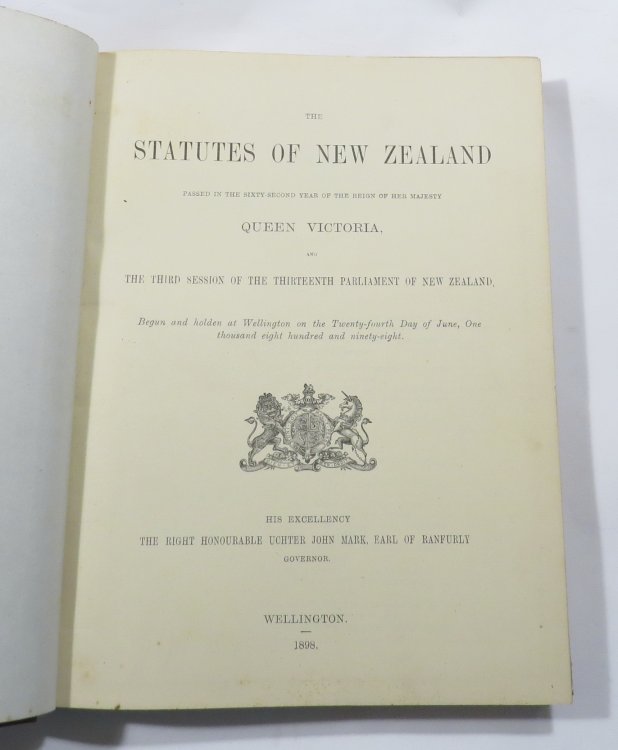 THE
STATUTES OF NEW ZEALAND
PASSED IN THE SIXTY-SECOND YEAR OF THE REIGN OF HER MAJESTY
QUEEN VICTORIA,
AND
THE THIRD SESSION OF THE THIRTEENTH PARLIAMENT OF NEW ZEALAND,
Begun and holden at Wellington on the Twenty-fourth Day of June, One
thousand eight hundred and ninety-eight.
HIS EXCELLENCY
THE RIGHT HONOURABLE UCHTER JOHN MARK, EARL OF RANFURLY
GOVERNOR.
WELLINGTON.
1898.